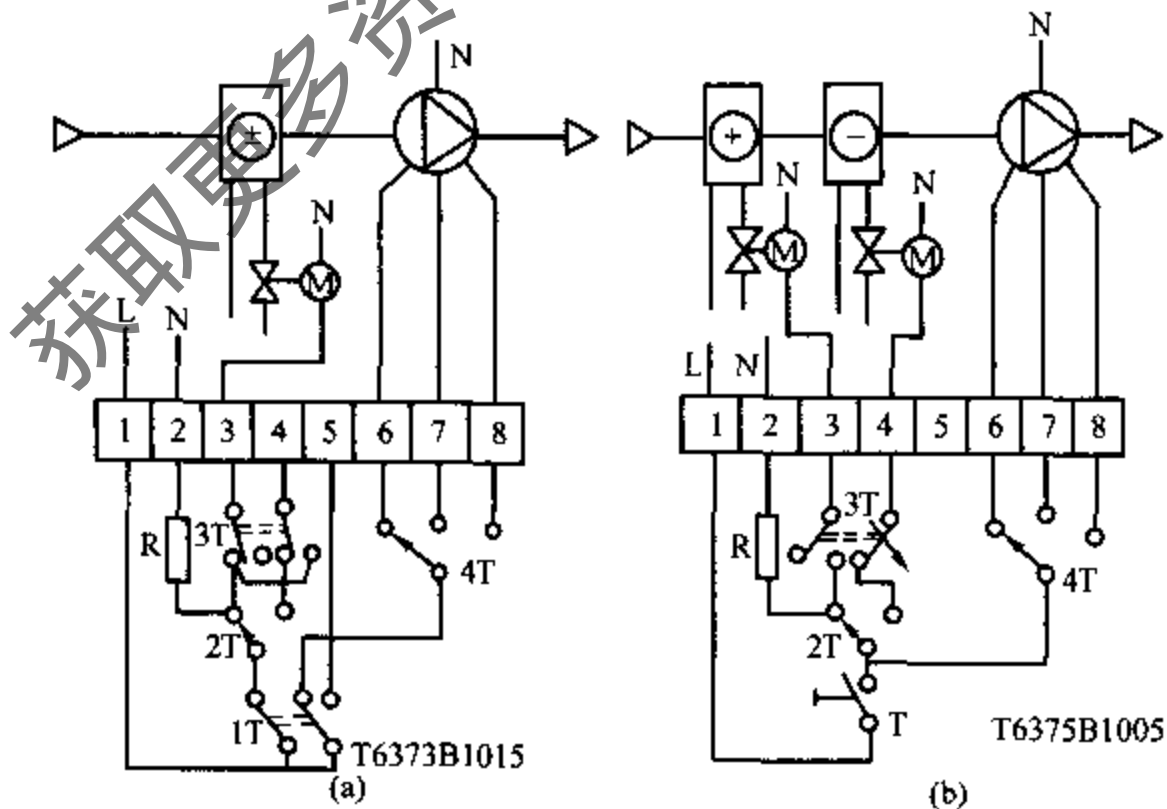 获取更多资
N
±
N
M
L N
1 2 3 4 5 6 7 8
R
3T
4T
2T
1T
T6373B1015
(a)
N
+ −
N N
M M
L N
1 2 3 4 5 6 7 8
R
3T
4T
2T
T
T6375B1005
(b)